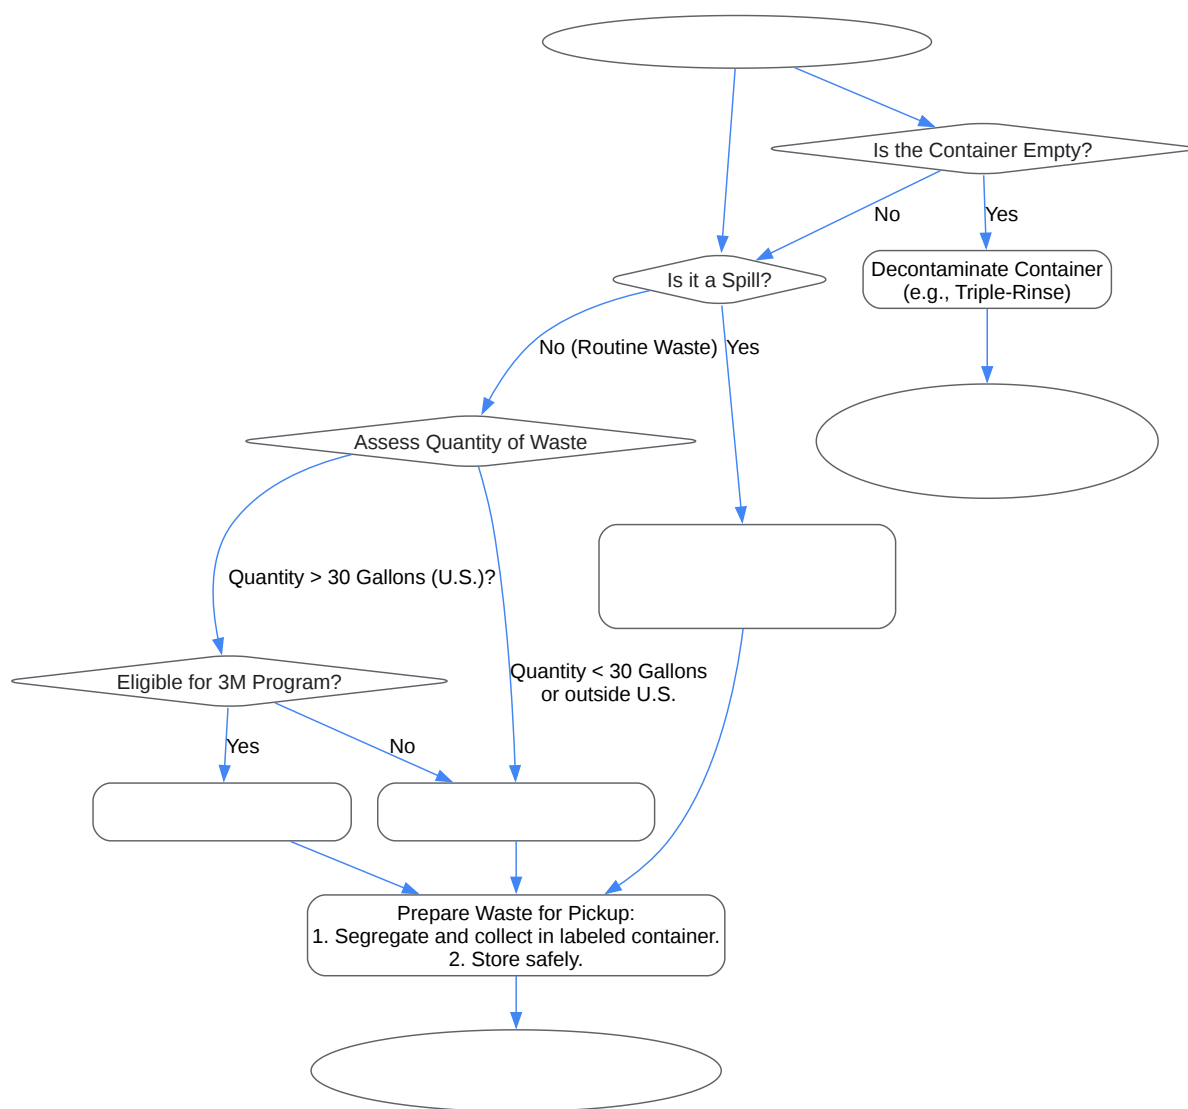 Is the Container Empty?
No
Yes
Is it a Spill?
Decontaminate Container
(e.g., Triple-Rinse)
No (Routine Waste)
Yes
Assess Quantity of Waste
Quantity > 30 Gallons (U.S.)?
Quantity < 30 Gallons
or outside U.S.
Eligible for 3M Program?
Yes
No
Prepare Waste for Pickup:
1. Segregate and collect in labeled container.
2. Store safely.